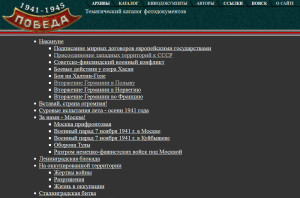 1941-1945
ПОБЕДА
АРХИВЫ КАТАЛОГ КИНОДОКУМЕНТЫ АВТОРЫ ССЫЛКИ ПОИСК О САЙТЕ
Тематический каталог фотодокументов
Накануне
Подписание мирных договоров европейскими государствами
Присоединение западных территорий к СССР
Советско-финляндский военный конфликт
Боевые действия у озера Хасан
Бои на Халхин-Голе
Вторжение Германии в Польшу
Вторжение Германии в Норвегию
Вторжение Германии во Францию
Вставай, страна огромная!
Суровые испытания лета - осени 1941 года
За нами - Москва!
Москва прифронтовая
Военный парад 7 ноября 1941 г. в Москве
Военный парад 7 ноября 1941 г. в Куйбышеве
Оборона Тулы
Разгром немецко-фашистских войск под Москвой
Ленинградская блокада
На оккупированной территории
Жертвы войны
Разрушения
Жизнь в оккупации
Сталинградская битва